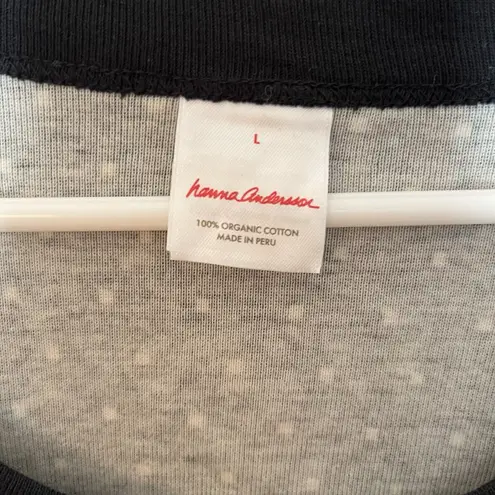 L
hanna andersson
100% ORGANIC COTTON
MADE IN PERU